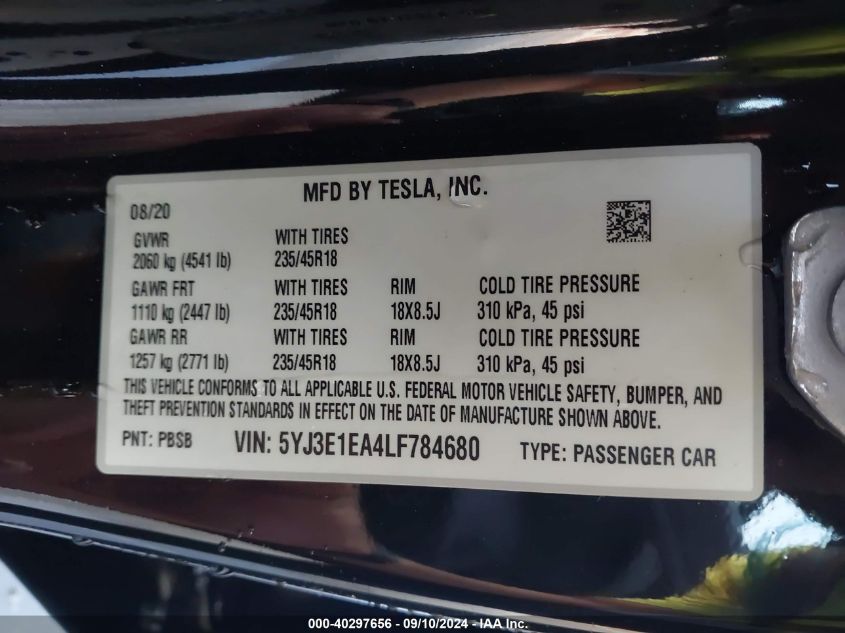 MFD BY TESLA, INC.
08/20
GVWR WITH TIRES
2060 kg (4541 lb) 235/45R18
GAWR FRT WITH TIRES RIM COLD TIRE PRESSURE
1110 kg (2447 lb) 235/45R18 18X8.5J 310 kPa, 45 psi
GAWR RR WITH TIRES RIM COLD TIRE PRESSURE
1257 kg (2771 lb) 235/45R18 18X8.5J 310 kPa, 45 psi
THIS VEHICLE CONFORMS TO ALL APPLICABLE U.S. FEDERAL MOTOR VEHICLE SAFETY, BUMPER, AND
THEFT PREVENTION STANDARDS IN EFFECT ON THE DATE OF MANUFACTURE SHOWN ABOVE.
PNT: PBSB VIN: 5YJ3E1EA4LF784680 TYPE: PASSENGER CAR
000-40297656 - 09/10/2024 - IAA Inc.